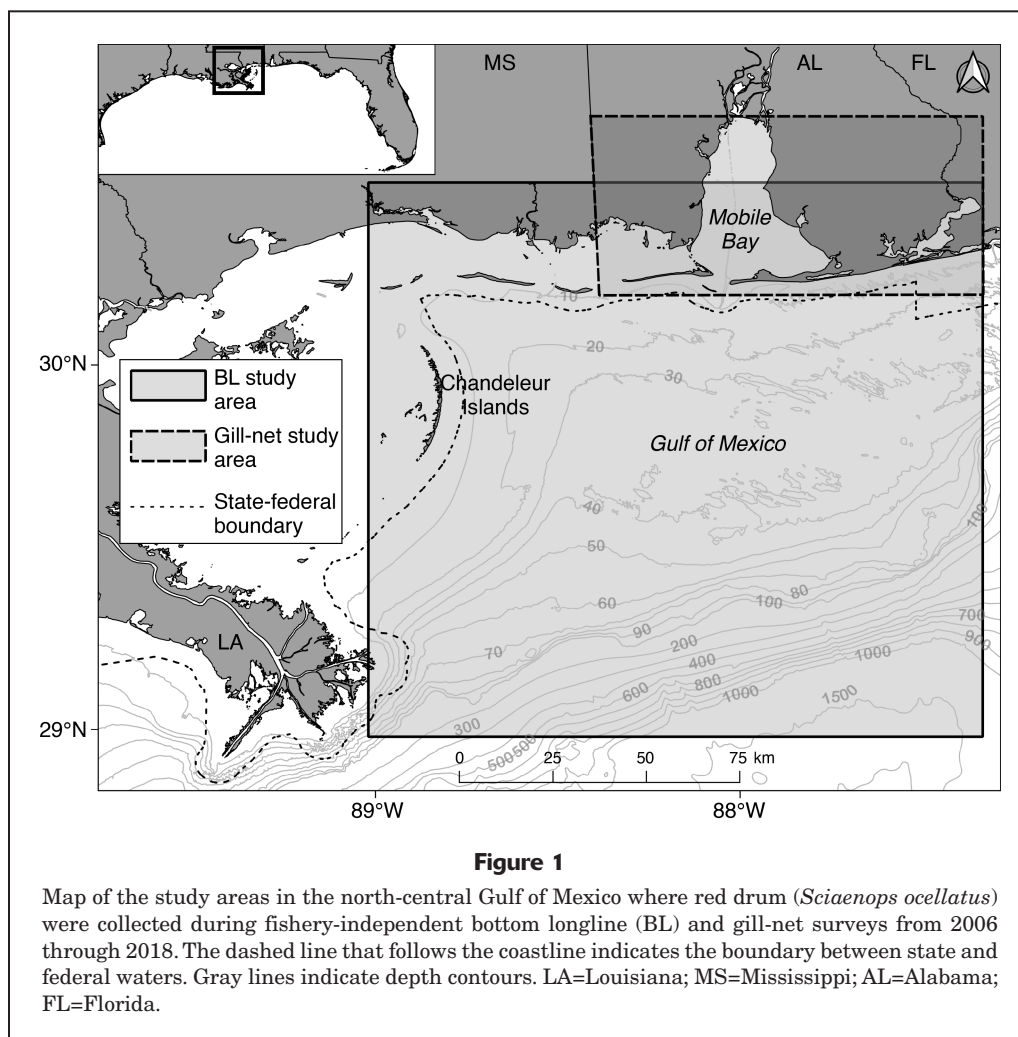 MS
AL
FL
Mobile
Bay
10
30°N
20
30
BL study
area
Chandeleur
Islands
Gill-net study
area
Gulf of Mexico
State-federal
boundary
40
100
50
60
100
80
700
LA
90
200
900
70
400
1000
600
800
1000
1500
29°N
300
500
500
0 25 50 75 km
89°W
88°W
Figure 1
Map of the study areas in the north-central Gulf of Mexico where red drum (Sciaenops ocellatus)
were collected during fishery-independent bottom longline (BL) and gill-net surveys from 2006
through 2018. The dashed line that follows the coastline indicates the boundary between state and
federal waters. Gray lines indicate depth contours. LA=Louisiana; MS=Mississippi; AL=Alabama;
FL=Florida.